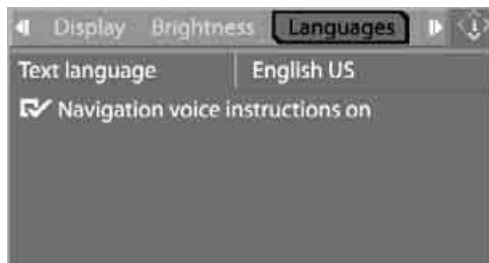 Display Brightness Languages
Text language English US
Navigation voice instructions on